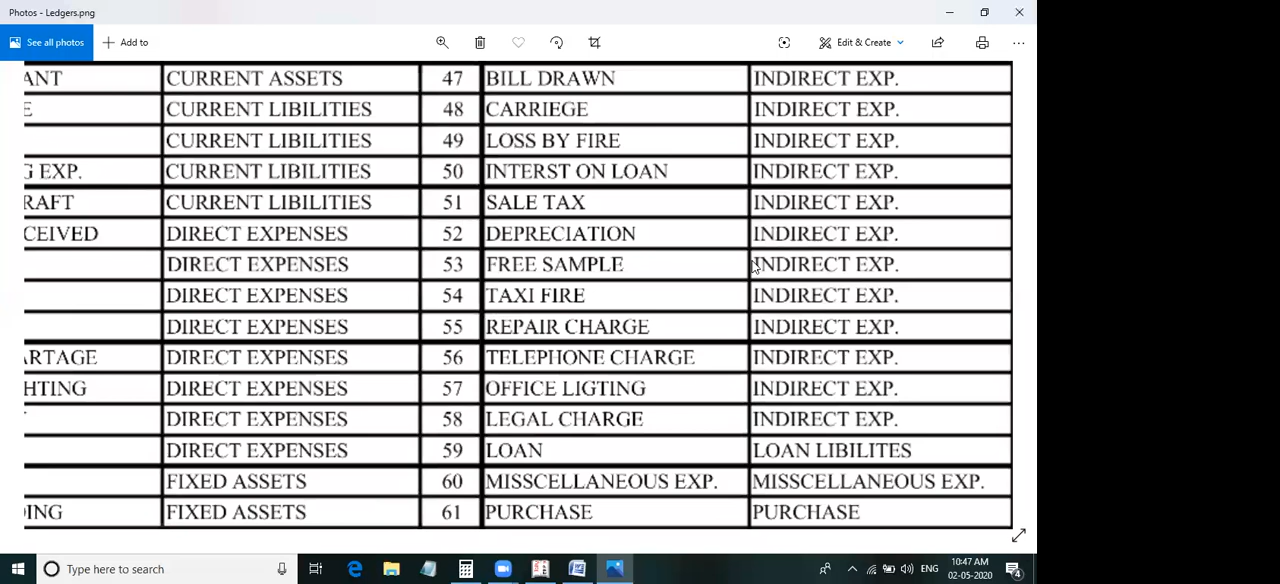 Photos - Ledgers.png
See all photos
Add to
Edit & Create
ANT CURRENT ASSETS 47 BILL DRAWN INDIRECT EXP.
E CURRENT LIBILITIES 48 CARRIEGE INDIRECT EXP.
CURRENT LIBILITIES 49 LOSS BY FIRE INDIRECT EXP.
G EXP. CURRENT LIBILITIES 50 INTERST ON LOAN INDIRECT EXP.
RAFT CURRENT LIBILITIES 51 SALE TAX INDIRECT EXP.
CEIVED DIRECT EXPENSES 52 DEPRECIATION INDIRECT EXP.
DIRECT EXPENSES 53 FREE SAMPLE INDIRECT EXP.
DIRECT EXPENSES 54 TAXI FIRE INDIRECT EXP.
DIRECT EXPENSES 55 REPAIR CHARGE INDIRECT EXP.
ARTAGE DIRECT EXPENSES 56 TELEPHONE CHARGE INDIRECT EXP.
HTING DIRECT EXPENSES 57 OFFICE LIGTING INDIRECT EXP.
DIRECT EXPENSES 58 LEGAL CHARGE INDIRECT EXP.
DIRECT EXPENSES 59 LOAN LOAN LIBILITES
FIXED ASSETS 60 MISSCELLANEOUS EXP. MISSCELLANEOUS EXP.
DING FIXED ASSETS 61 PURCHASE PURCHASE
Type here to search
ENG
10:47 AM
02-05-2020
4